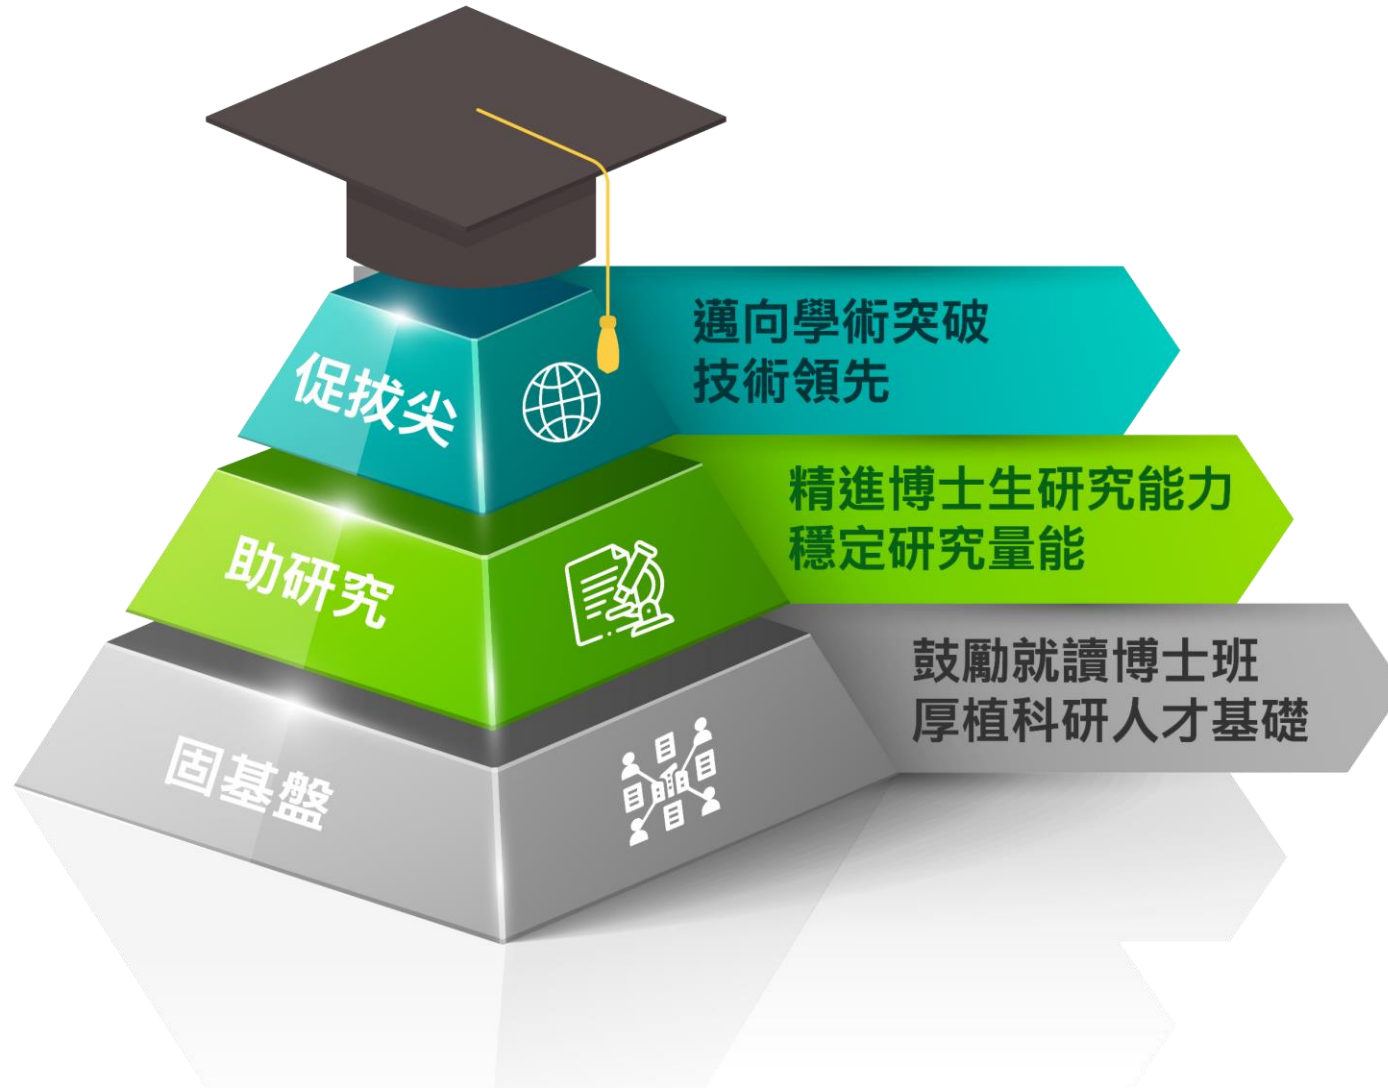 促拔尖
邁向學術突破
技術領先
助研究
精進博士生研究能力
穩定研究量能
固基盤
鼓勵就讀博士班
厚植科研人才基礎